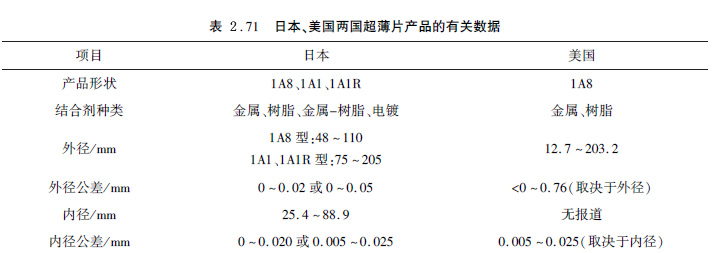 表 2.71 日本、美国两国超薄片产品的有关数据
项目 日本 美国
产品形状 1A8、1A1、1A1R 1A8
结合剂种类 金属、树脂、金属-树脂、电镀 金属、树脂
外径/mm 1A8 型:48~110 12.7~203.2
1A1、1A1R 型:75~205
外径公差/mm 0~0.02 或 0~0.05 <0~0.76(取决于外径)
内径/mm 25.4~88.9 无报道
内径公差/mm 0~0.020 或 0.005~0.025 0.005~0.025(取决于内径)